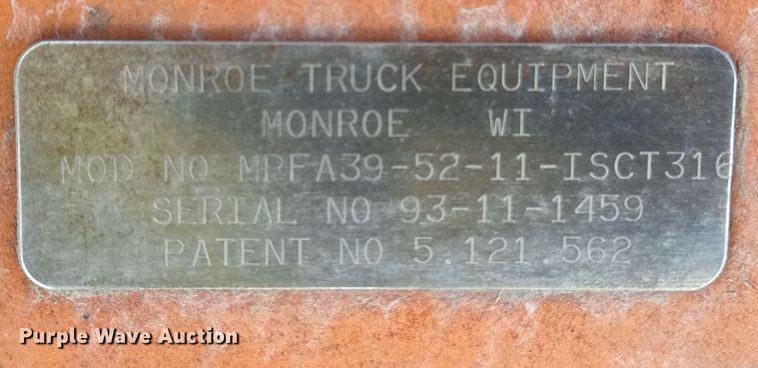 MONROE TRUCK EQUIPMENT
MONROE WI
MOD NO MPFA39-52-11-ISCT316
SERIAL NO 93-11-1459
PATENT NO 5.121.562
Purple Wave Auction